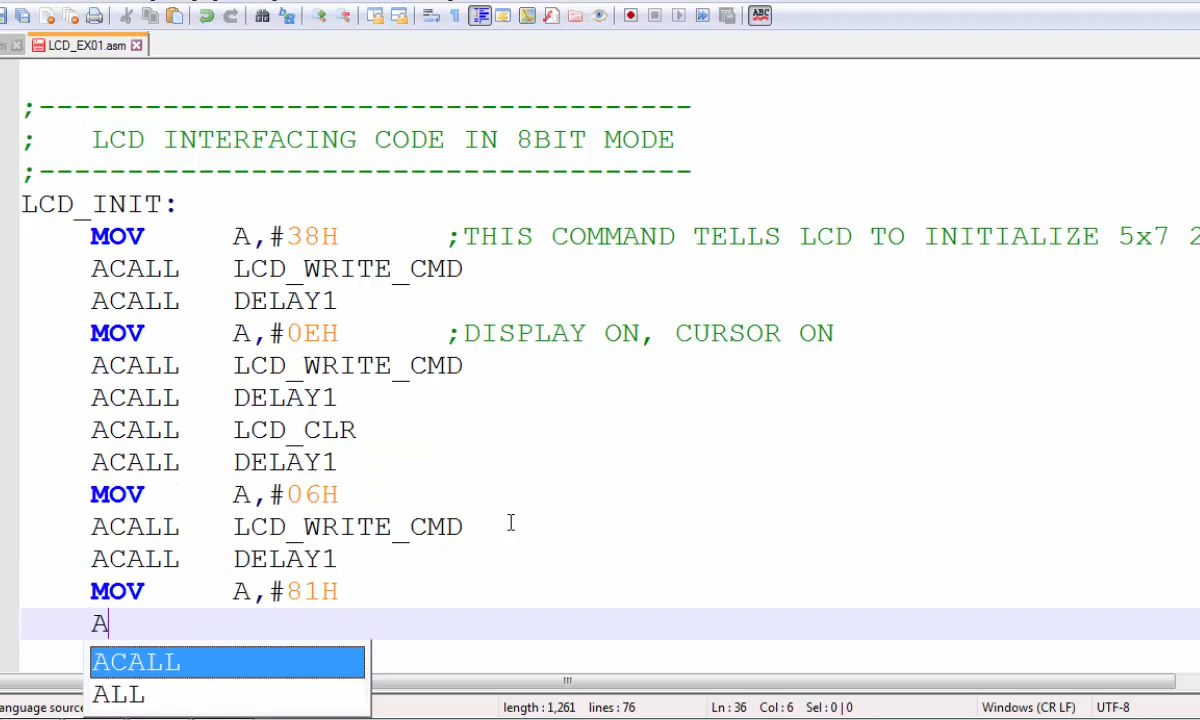 ABC
LCD_EX01.asm
;-------------------------------------
; LCD INTERFACING CODE IN 8BIT MODE
;-------------------------------------
LCD_INIT:
MOV A,#38H ;THIS COMMAND TELLS LCD TO INITIALIZE 5x7 2
ACALL LCD_WRITE_CMD
ACALL DELAY1
MOV A,#0EH ;DISPLAY ON, CURSOR ON
ACALL LCD_WRITE_CMD
ACALL DELAY1
ACALL LCD_CLR
ACALL DELAY1
MOV A,#06H
ACALL LCD_WRITE_CMD
ACALL DELAY1
MOV A,#81H
A
ACALL
ALL
anguage source length : 1,261 lines : 76 Ln : 36 Col : 6 Sel : 0 | 0 Windows (CR LF) UTF-8